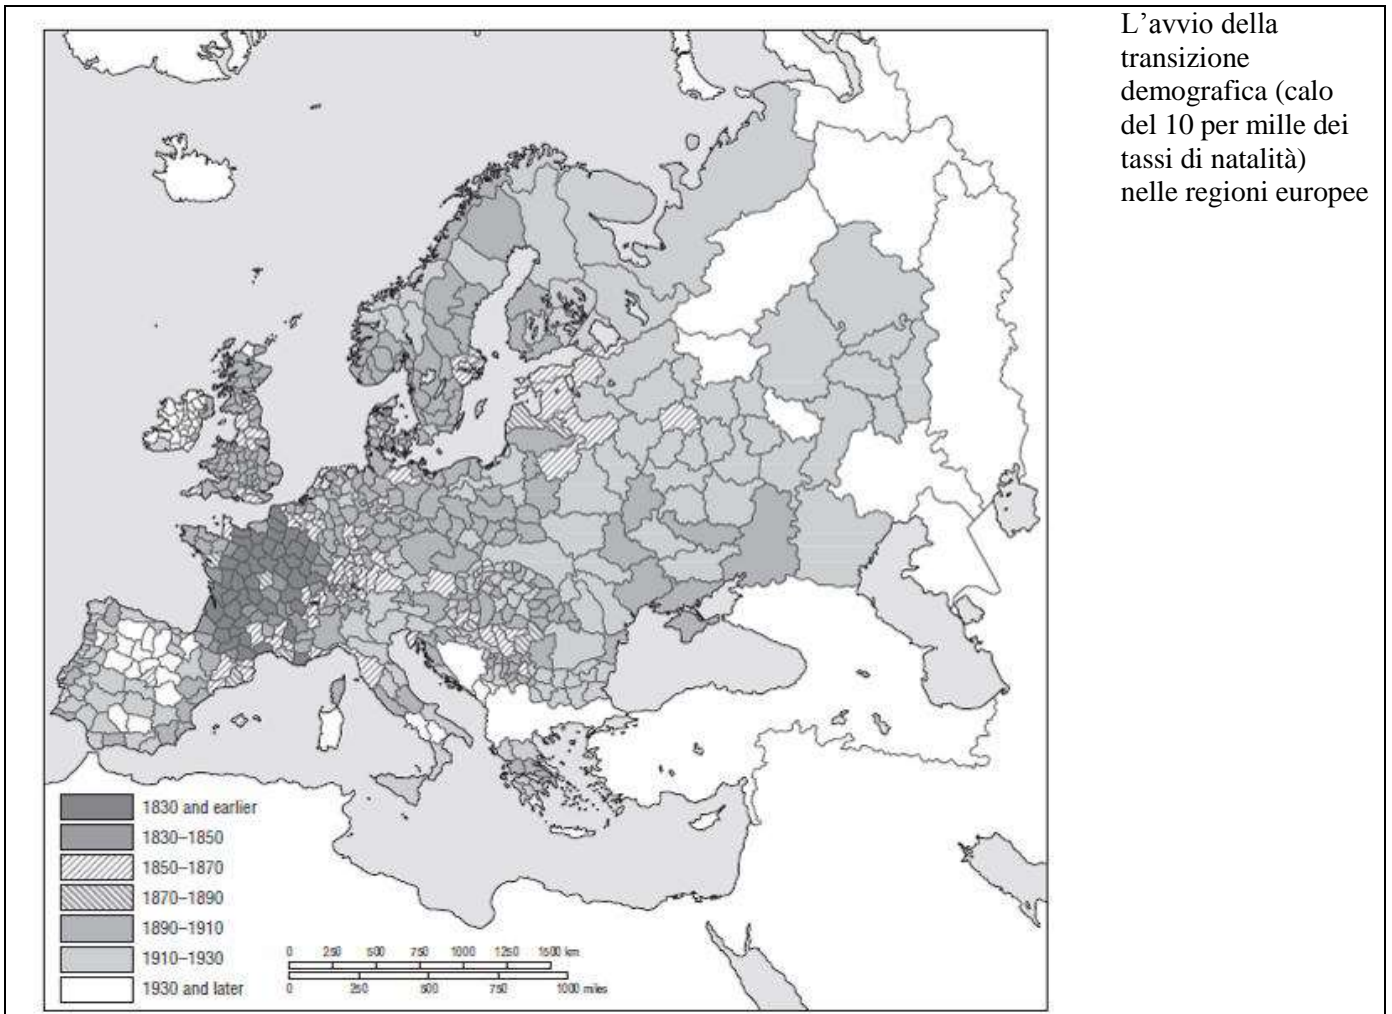 L'avvio della
transizione
demografica (calo
del 10 per mille dei
tassi di natalità)
nelle regioni europee
1830 and earlier
1830–1850
1850–1870
1870–1890
1890–1910
1910–1930
1930 and later
0 250 500 750 1000 1250 1500 km
0 250 500 750 1000 miles